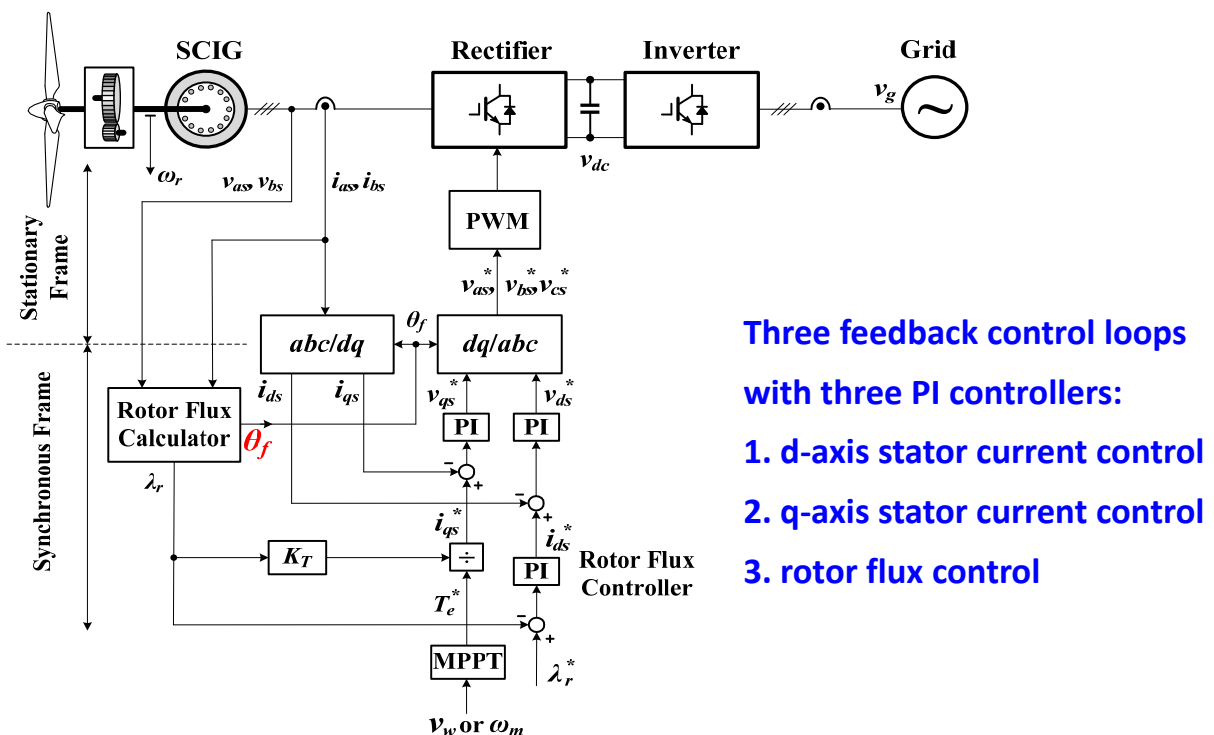 SCIG
Rectifier
Inverter
Grid
v_g
~
v_dc
ω_r
v_as, v_bs
i_as, i_bs
PWM
Stationary
Frame
v_as^*, v_bs^*, v_cs^*
θ_f
abc/dq
dq/abc
i_ds
i_qs
v_qs^*
v_ds^*
Rotor Flux
Calculator
θ_f
PI
PI
-
+
-
+
λ_r
i_qs^*
i_ds^*
Synchronous Frame
K_T
÷
PI
Rotor Flux
Controller
T_e^*
-
+
MPPT
λ_r^*
v_w or ω_m
Three feedback control loops
with three PI controllers:
1. d-axis stator current control
2. q-axis stator current control
3. rotor flux control